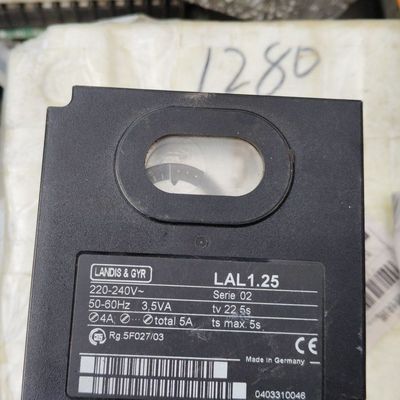 1280
LANDIS & GYR LAL1.25
220-240V~ Serie 02
50-60Hz 3,5VA tv 22,5s
4A; ... total 5A ts max. 5s
Rg.5F027/03 CE
Made in Germany
0403310046